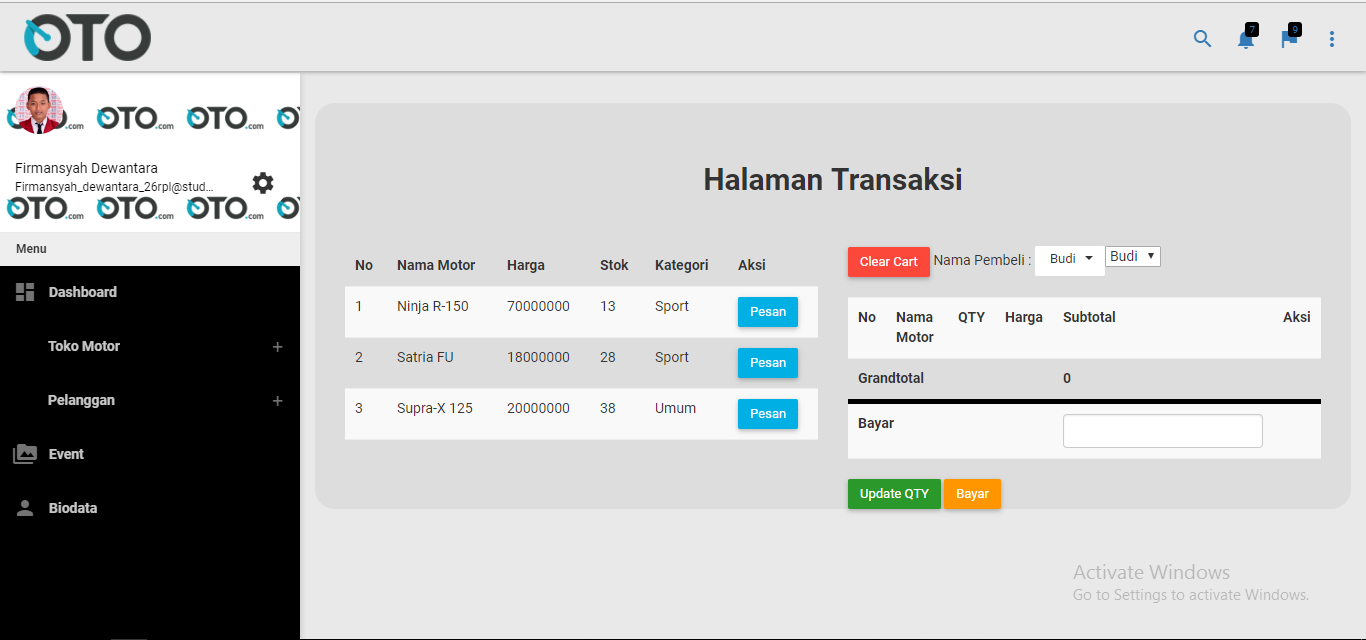 OTO
7
9
.com OTO.com OTO.com O
Firmansyah Dewantara
Firmansyah_dewantara_26rpl@stud...
OTO.com OTO.com OTO.com O
Menu
Dashboard
Toko Motor +
Pelanggan +
Event
Biodata
Halaman Transaksi
No Nama Motor Harga Stok Kategori Aksi
1 Ninja R-150 70000000 13 Sport Pesan
2 Satria FU 18000000 28 Sport Pesan
3 Supra-X 125 20000000 38 Umum Pesan
Clear Cart Nama Pembeli : Budi Budi
No Nama Motor QTY Harga Subtotal Aksi
Grandtotal 0
Bayar
Update QTY Bayar
Activate Windows
Go to Settings to activate Windows.